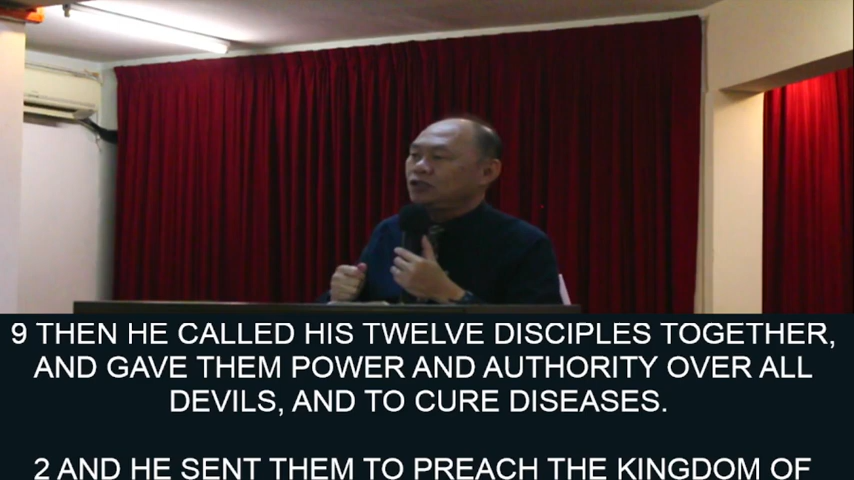 9 THEN HE CALLED HIS TWELVE DISCIPLES TOGETHER,
AND GAVE THEM POWER AND AUTHORITY OVER ALL
DEVILS, AND TO CURE DISEASES.
2 AND HE SENT THEM TO PREACH THE KINGDOM OF